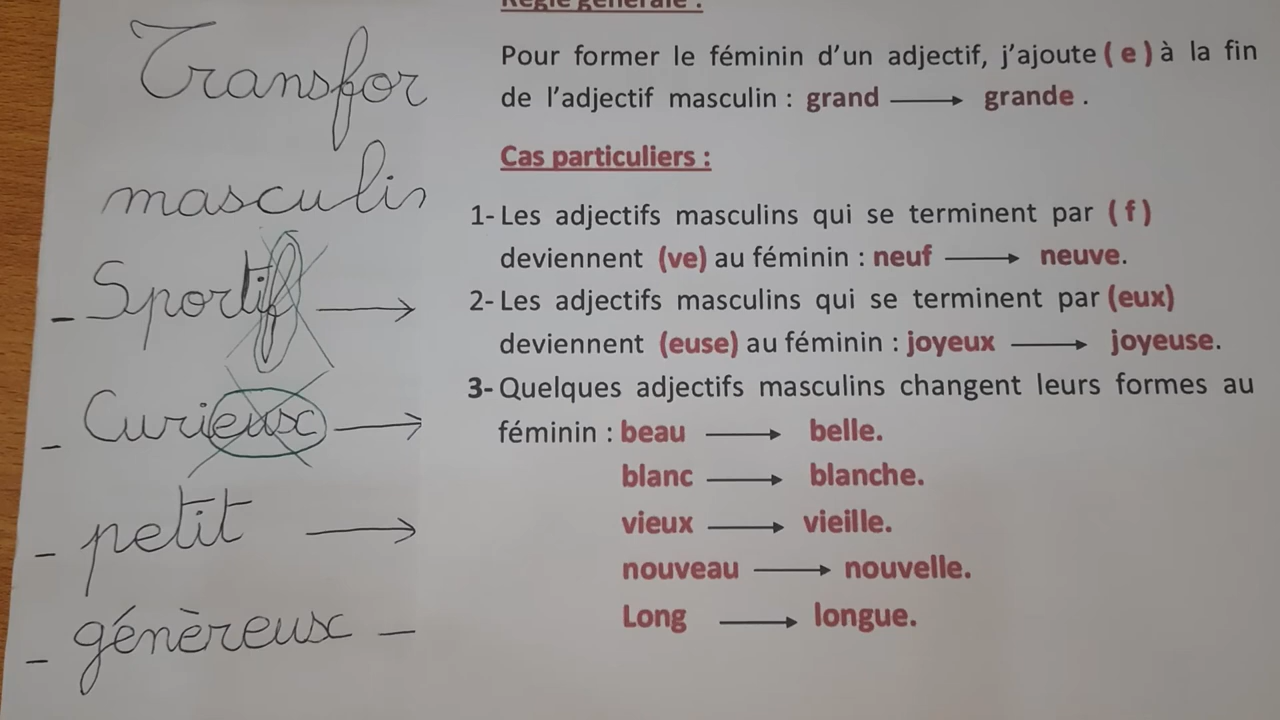 Transfor
masculin
- Sportif →
- Curieux →
- petit →
- génèreux -
Règle générale :
Pour former le féminin d'un adjectif, j'ajoute ( e ) à la fin
de l'adjectif masculin : grand → grande .
Cas particuliers :
1- Les adjectifs masculins qui se terminent par ( f )
deviennent (ve) au féminin : neuf → neuve.
2- Les adjectifs masculins qui se terminent par (eux)
deviennent (euse) au féminin : joyeux → joyeuse.
3- Quelques adjectifs masculins changent leurs formes au
féminin : beau → belle.
blanc → blanche.
vieux → vieille.
nouveau → nouvelle.
Long → longue.